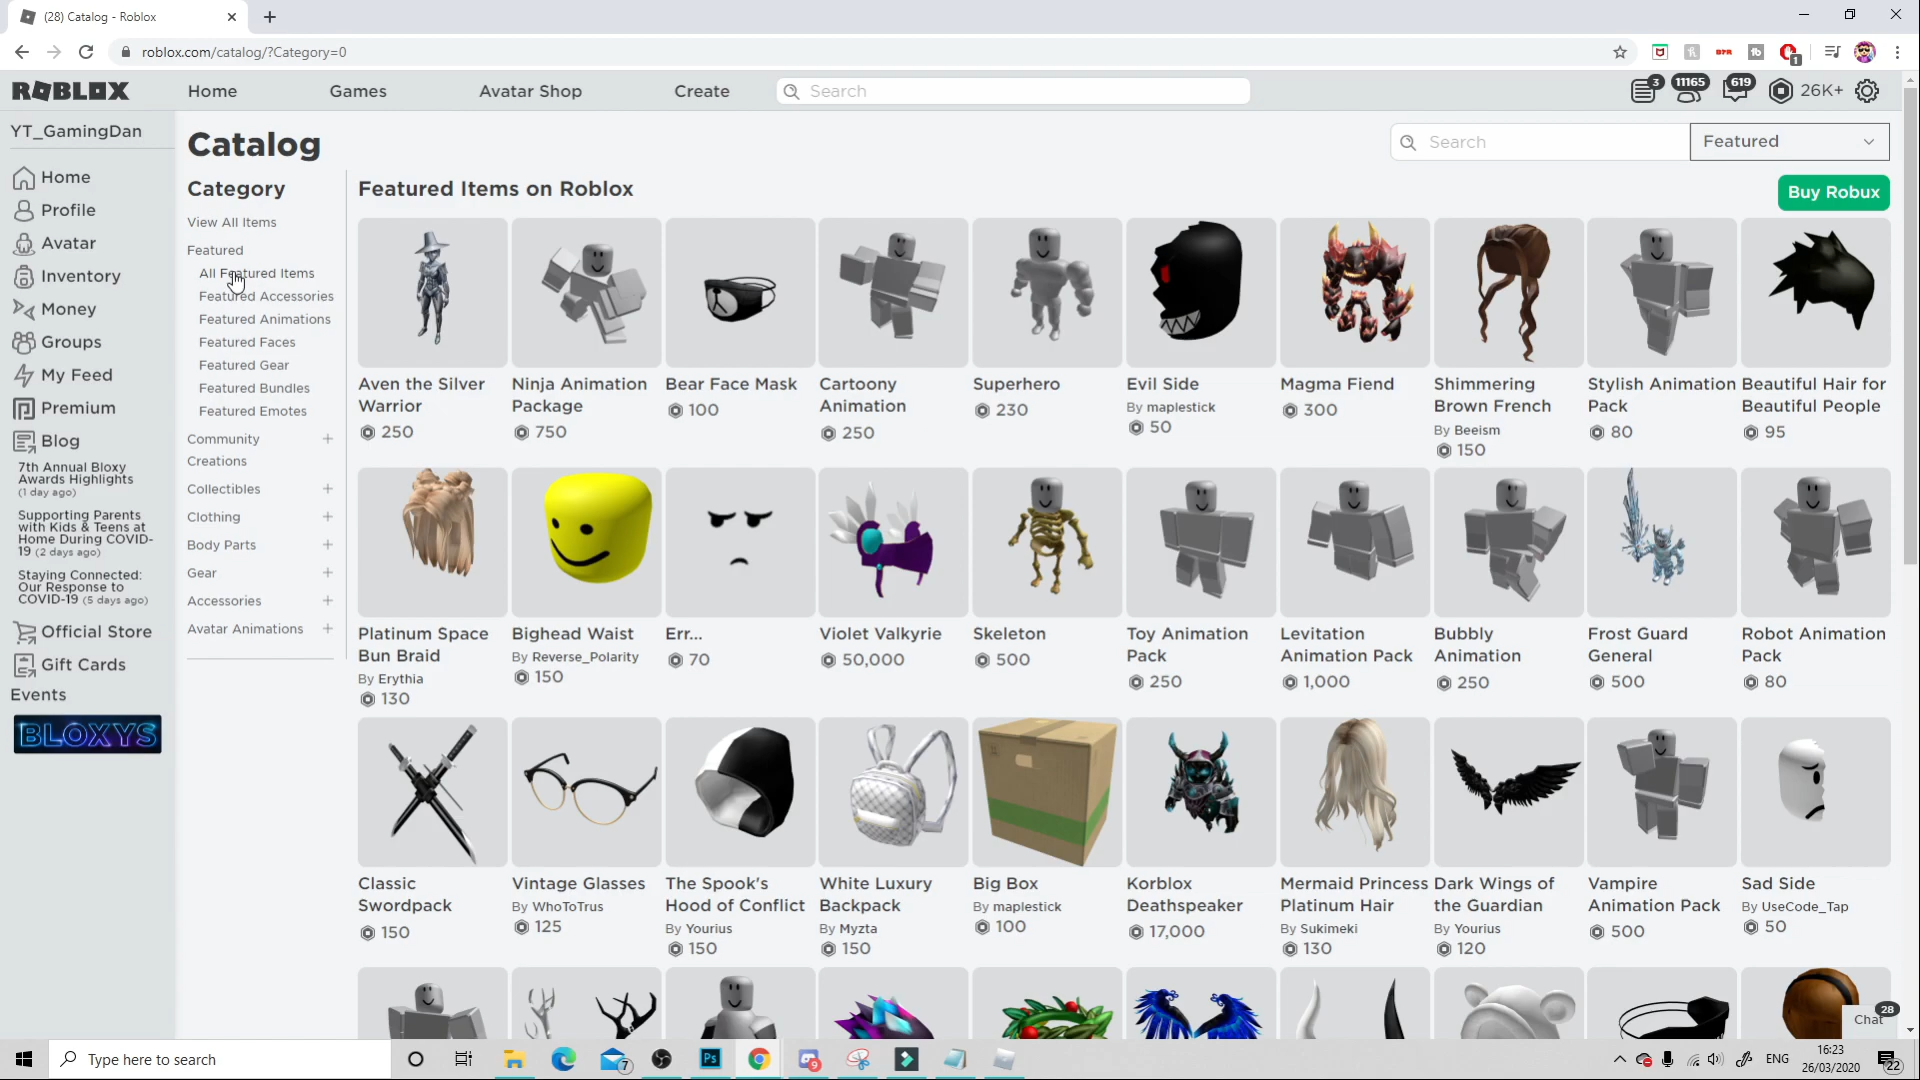 (28) Catalog - Roblox
roblox.com/catalog/?Category=0
ROBLOX
Home
Games
Avatar Shop
Create
Search
3
11165
619
26K+
1
YT_GamingDan
Home
Profile
Avatar
Inventory
Money
Groups
My Feed
Premium
Blog
7th Annual Bloxy
Awards Highlights
(1 day ago)
Supporting Parents
with Kids & Teens at
Home During COVID-
19 (2 days ago)
Staying Connected:
Our Response to
COVID-19 (5 days ago)
Official Store
Gift Cards
Events
BLOXYS
Catalog
Search
Featured
Category
View All Items
Featured
All Featured Items
Featured Accessories
Featured Animations
Featured Faces
Featured Gear
Featured Bundles
Featured Emotes
Community +
Creations
Collectibles +
Clothing +
Body Parts +
Gear +
Accessories +
Avatar Animations +
Featured Items on Roblox
Buy Robux
Aven the Silver
Warrior
250
Ninja Animation
Package
750
Bear Face Mask
100
Cartoony
Animation
250
Superhero
230
Evil Side
By maplestick
50
Magma Fiend
300
Shimmering
Brown French
By Beeism
150
Stylish Animation
Pack
80
Beautiful Hair for
Beautiful People
95
Platinum Space
Bun Braid
By Erythia
130
Bighead Waist
By Reverse_Polarity
150
Err...
70
Violet Valkyrie
50,000
Skeleton
500
Toy Animation
Pack
250
Levitation
Animation Pack
1,000
Bubbly
Animation
250
Frost Guard
General
500
Robot Animation
Pack
80
Classic
Swordpack
150
Vintage Glasses
By WhoToTrus
125
The Spook's
Hood of Conflict
By Yourius
150
White Luxury
Backpack
By Myzta
150
Big Box
By maplestick
100
Korblox
Deathspeaker
17,000
Mermaid Princess
Platinum Hair
By Sukimeki
130
Dark Wings of
the Guardian
By Yourius
120
Vampire
Animation Pack
500
Sad Side
By UseCode_Tap
50
Chat
28
Type here to search
7
Ps
9
ENG
16:23
26/03/2020
22